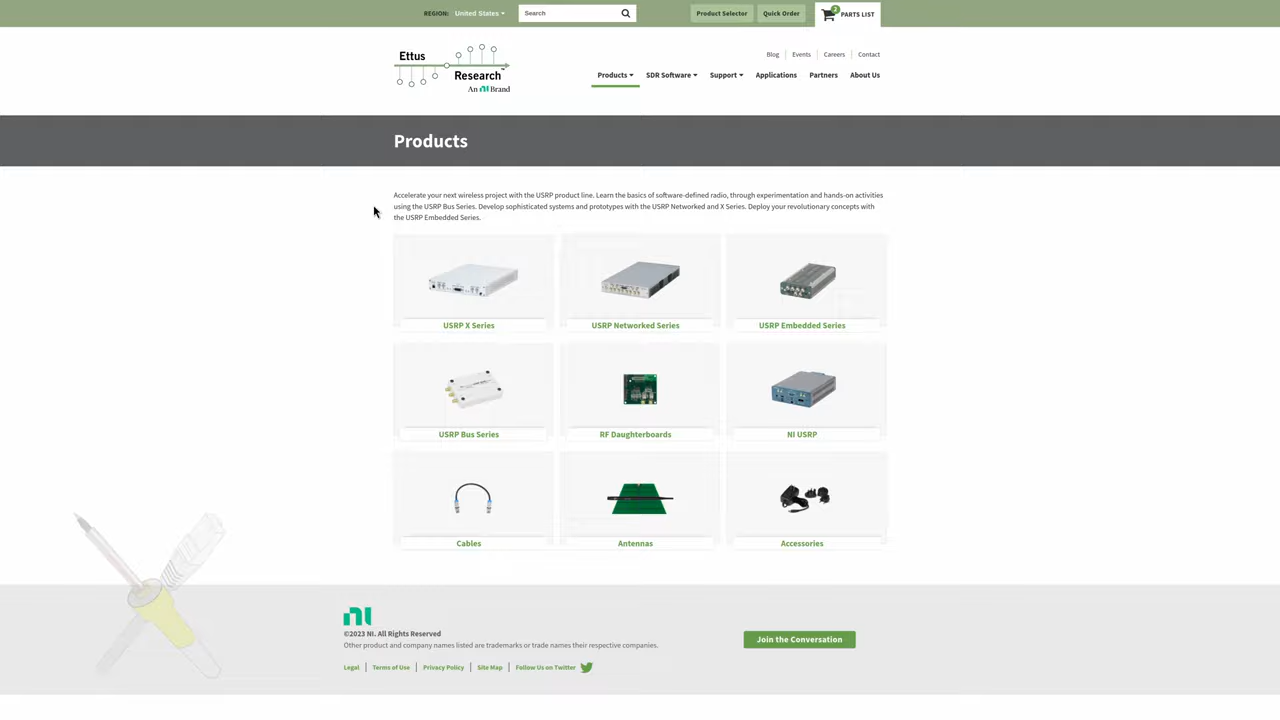 REGION: United States
Search
Product Selector
Quick Order
2
PARTS LIST
Ettus
Research™
An ni Brand
Blog
Events
Careers
Contact
Products
SDR Software
Support
Applications
Partners
About Us
Products
Accelerate your next wireless project with the USRP product line. Learn the basics of software-defined radio, through experimentation and hands-on activities
using the USRP Bus Series. Develop sophisticated systems and prototypes with the USRP Networked and X Series. Deploy your revolutionary concepts with
the USRP Embedded Series.
USRP X Series
USRP Networked Series
USRP Embedded Series
USRP Bus Series
RF Daughterboards
NI USRP
Cables
Antennas
Accessories
ni
©2023 NI. All Rights Reserved
Other product and company names listed are trademarks or trade names their respective companies.
Join the Conversation
Legal
Terms of Use
Privacy Policy
Site Map
Follow Us on Twitter